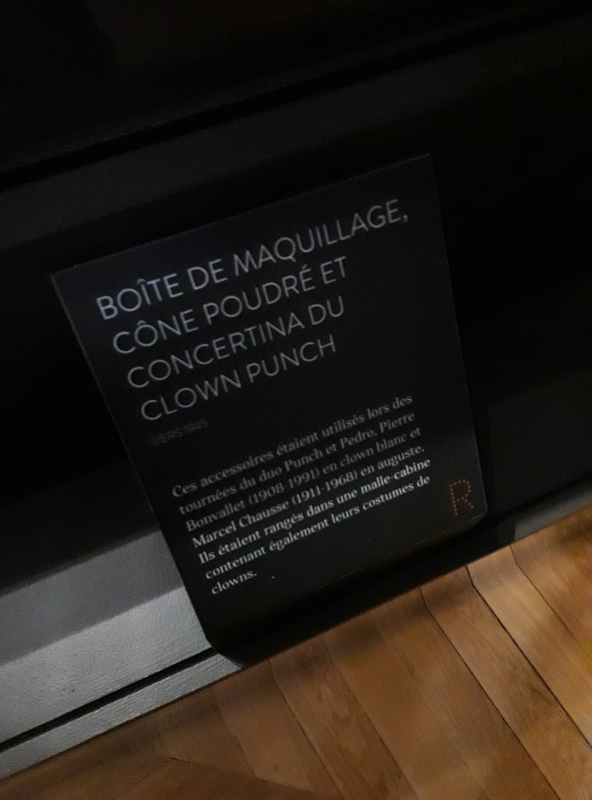 BOÎTE DE MAQUILLAGE,
CÔNE POUDRÉ ET
CONCERTINA DU
CLOWN PUNCH
VERS 1945
Ces accessoires étaient utilisés lors des
tournées du duo Punch et Pedro, Pierre
Bonvallet (1908-1991) en clown blanc et
Marcel Chausse (1911-1968) en auguste.
Ils étaient rangés dans une malle-cabine
contenant également leurs costumes de
clowns.
R